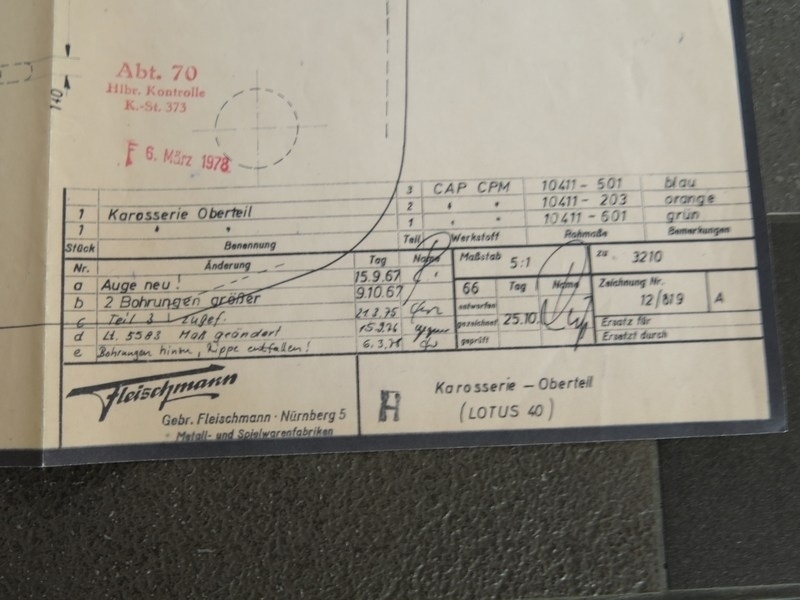 140
Abt. 70
Hlbr. Kontrolle
K.-St. 373
6. März 1978
3 CAP CPM 10411 - 501 blau
2 " " 10411 - 203 orange
1 Karosserie Oberteil 1 " " 10411 - 601 grün
1 " "
Stück Benennung Teil Werkstoff Rohmaße Bemerkungen
Nr. Änderung Tag Name Maßstab 5:1 zu 3210
a Auge neu! 15.9.67 "
b 2 Bohrungen größer 9.10.67
c Teil 3 zugef. 21.3.75
d Lt. 5583 Maß geändert
e Bohrungen hinten, Rippe entfallen! 6.3.78
66 Tag Name Zeichnung Nr.
entworfen 12/819 A
gezeichnet 25.10. Ersatz für
geprüft Ersetzt durch
Fleischmann
Gebr. Fleischmann · Nürnberg 5
Metall- und Spielwarenfabriken
H
Karosserie - Oberteil
(LOTUS 40)